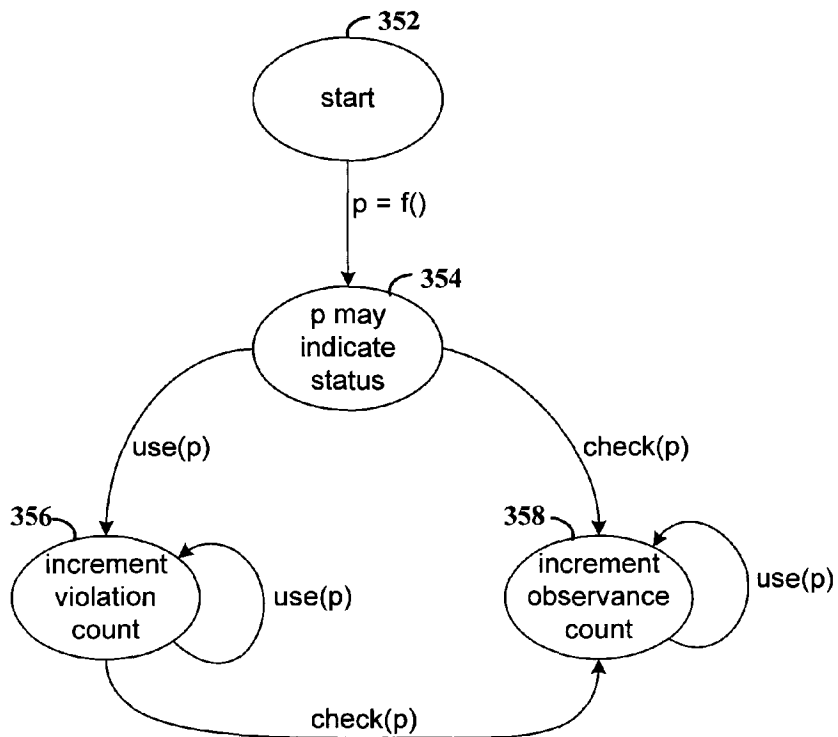 352
start
p = f()
354
p may
indicate
status
use(p)
check(p)
356
increment
violation
count
use(p)
358
increment
observance
count
use(p)
check(p)